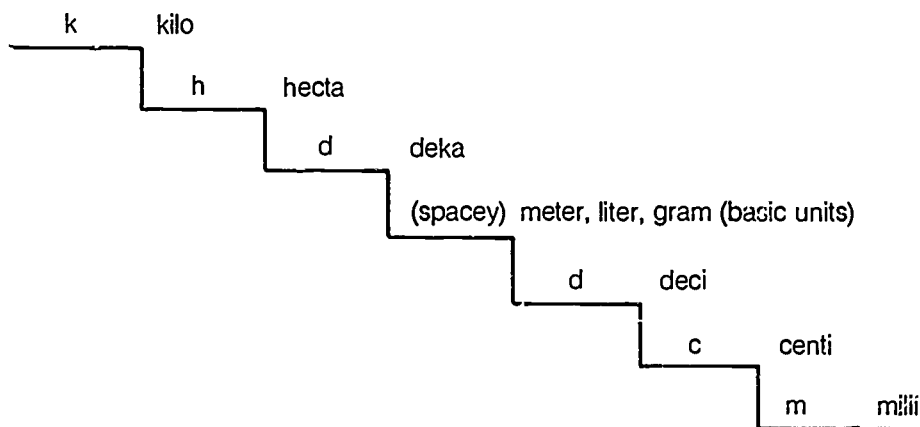 k kilo
h hecta
d deka
(spacey) meter, liter, gram (basic units)
d deci
c centi
m milli